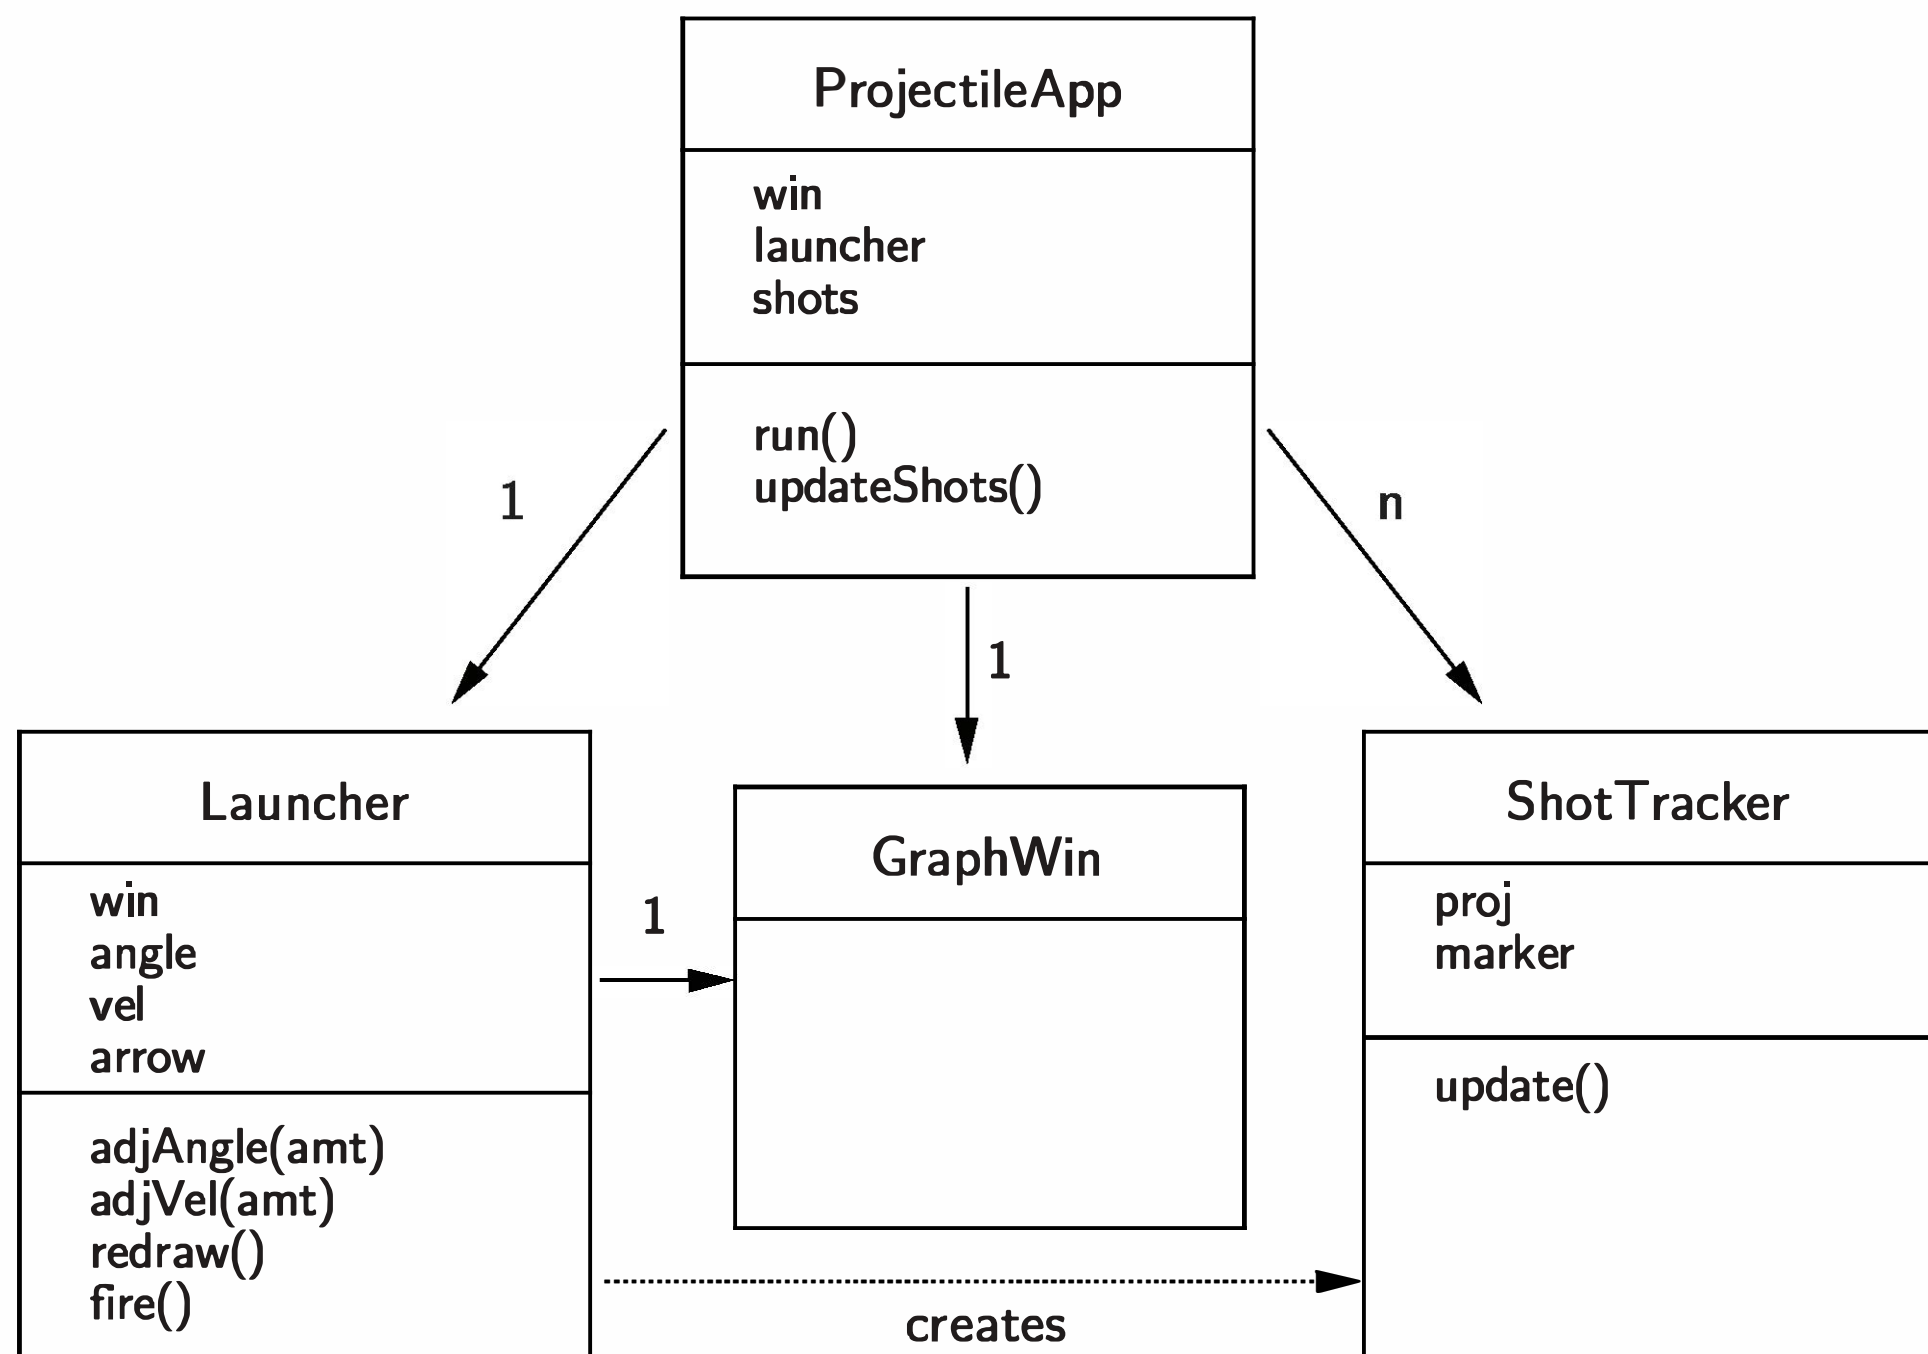 ProjectileApp
win
launcher
shots
run()
updateShots()
1
n
1
Launcher
win
angle
vel
arrow
adjAngle(amt)
adjVel(amt)
redraw()
fire()
1
GraphWin
ShotTracker
proj
marker
update()
creates